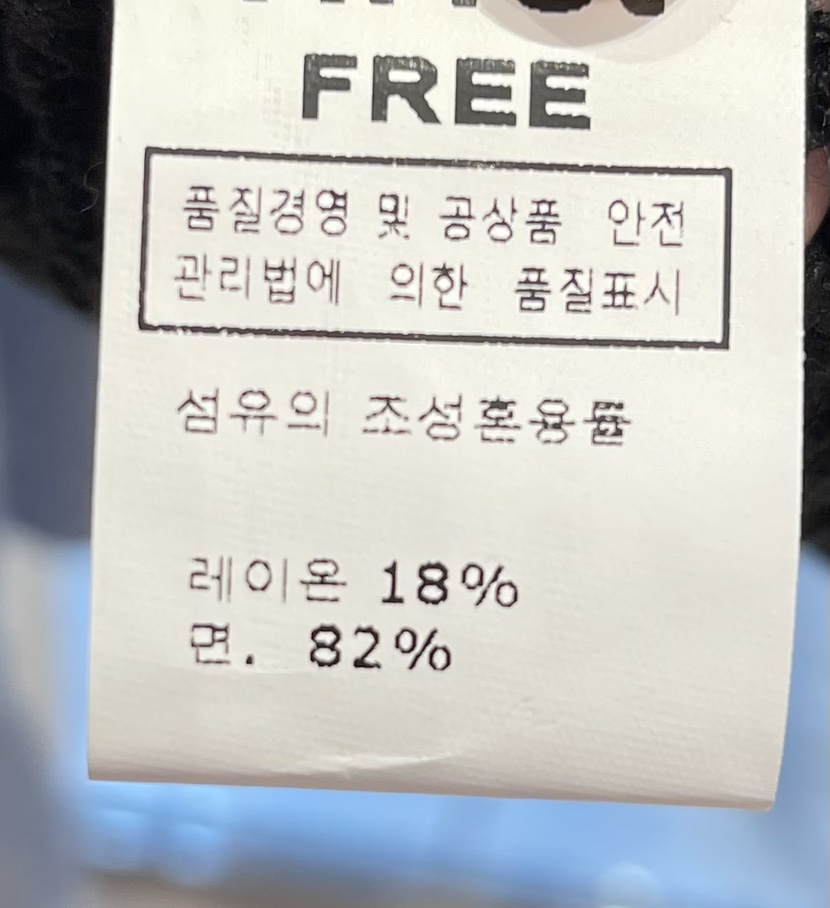 FREE
품질경영 및 공상품 안전
관리법에 의한 품질표시
섬유의 조성혼용률
레이온 18%
면. 82%